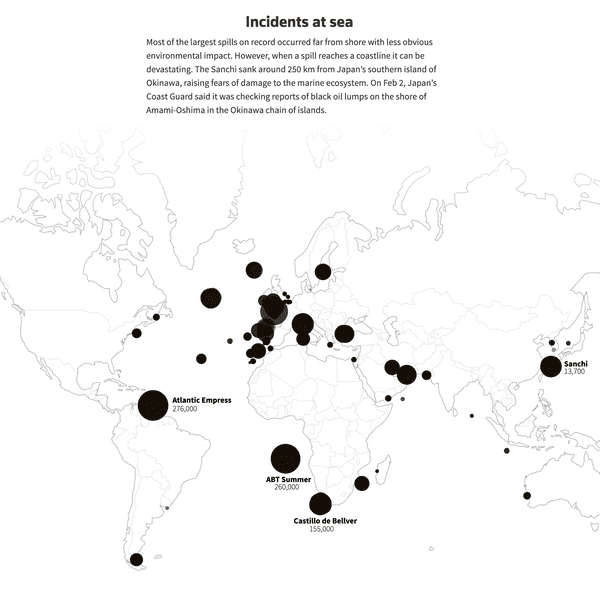 Incidents at sea
Most of the largest spills on record occurred far from shore with less obvious
environmental impact. However, when a spill reaches a coastline it can be
devastating. The Sanchi sank around 250 km from Japan's southern island of
Okinawa, raising fears of damage to the marine ecosystem. On Feb 2, Japan's
Coast Guard said it was checking reports of black oil lumps on the shore of
Amami-Oshima in the Okinawa chain of islands.
Sanchi
13,700
Atlantic Empress
276,000
ABT Summer
260,000
Castillo de Bellver
155,000